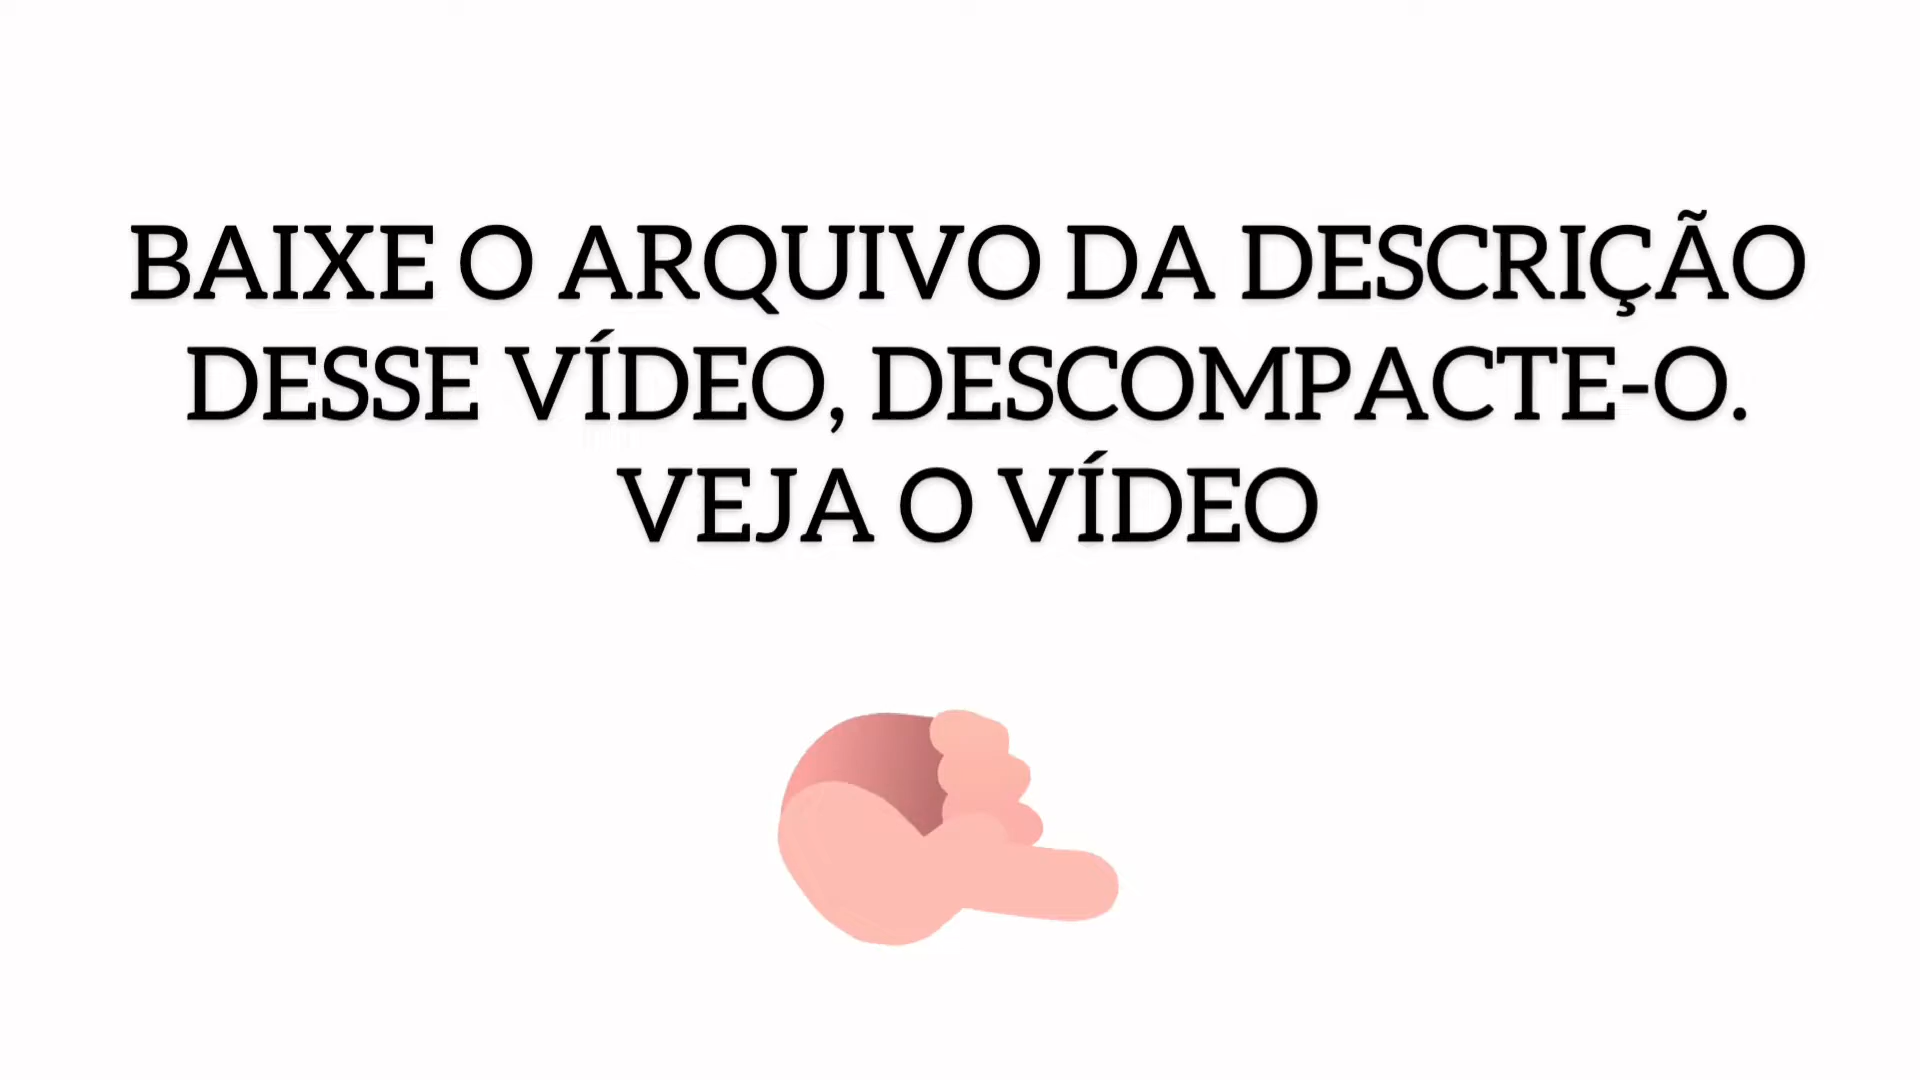 BAIXE O ARQUIVO DA DESCRIÇÃO
DESSE VÍDEO, DESCOMPACTE-O.
VEJA O VÍDEO